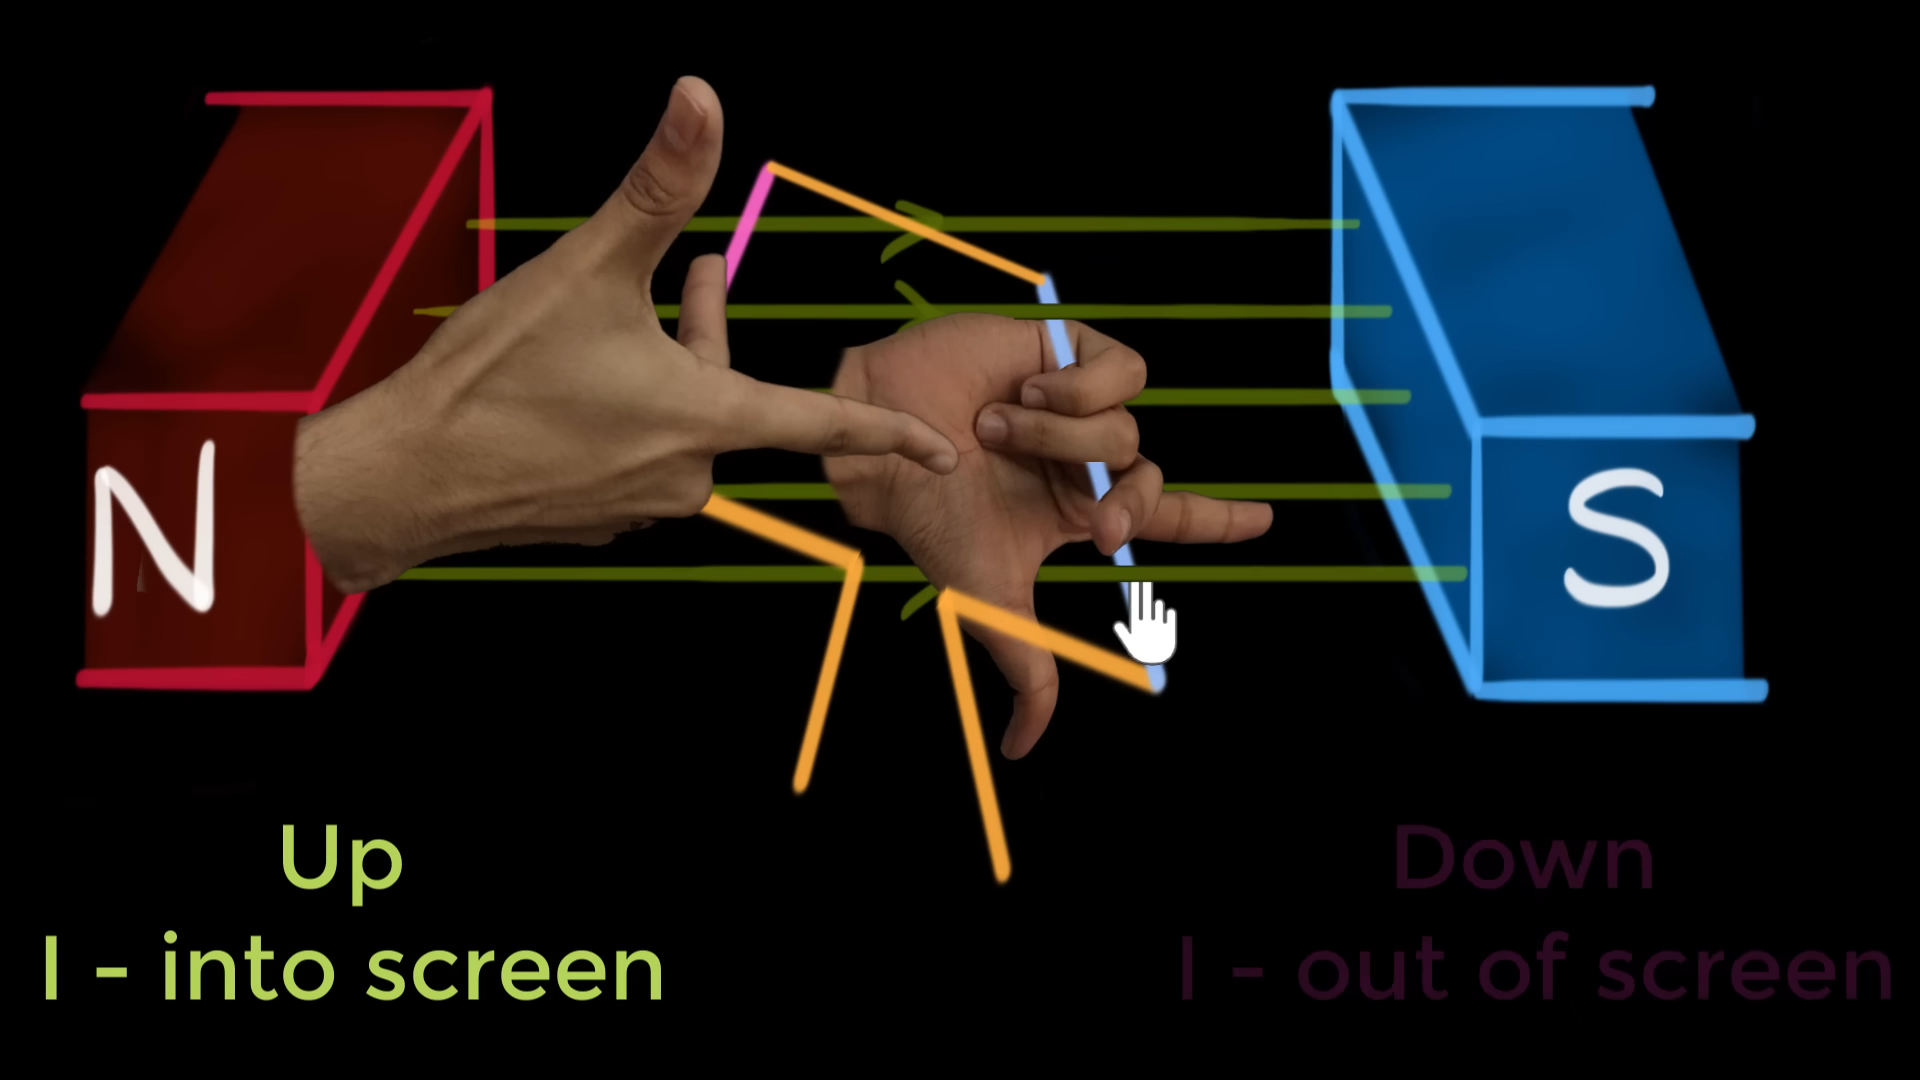 N
S
Up
I - into screen
Down
I - out of screen